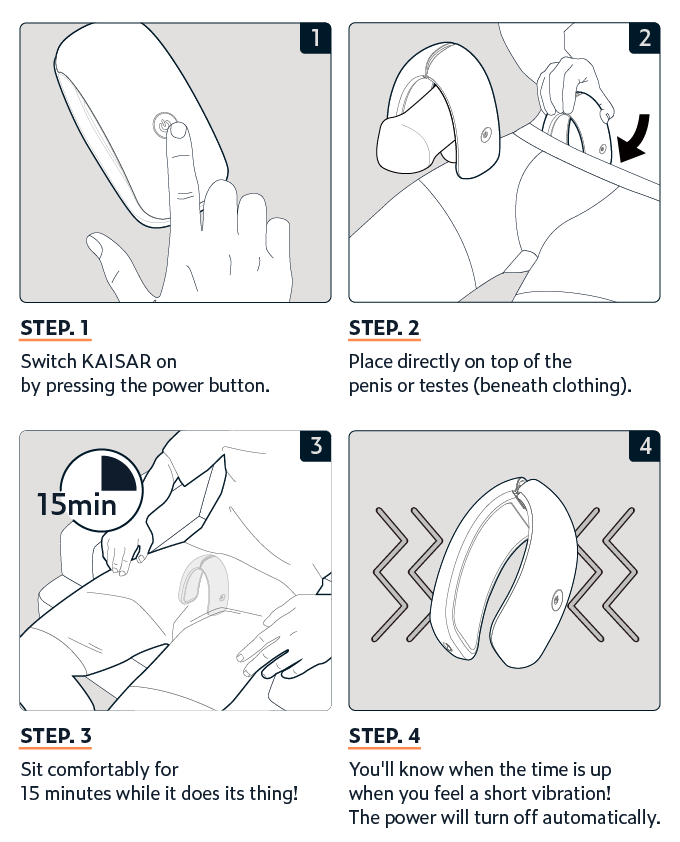 1
2
STEP. 1
Switch KAISAR on
by pressing the power button.
STEP. 2
Place directly on top of the
penis or testes (beneath clothing).
3
15min
4
STEP. 3
Sit comfortably for
15 minutes while it does its thing!
STEP. 4
You'll know when the time is up
when you feel a short vibration!
The power will turn off automatically.